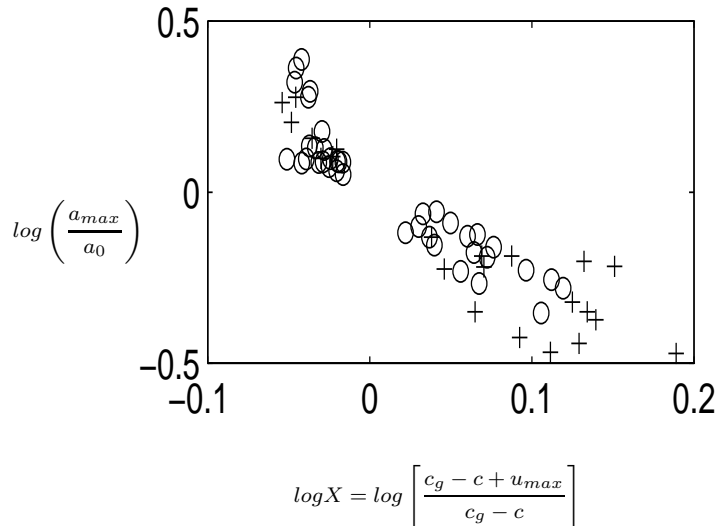 0.5
0
−0.5
−0.1 0 0.1 0.2
log(a_max/a_0)
logX = log[(c_g − c + u_max)/(c_g − c)]